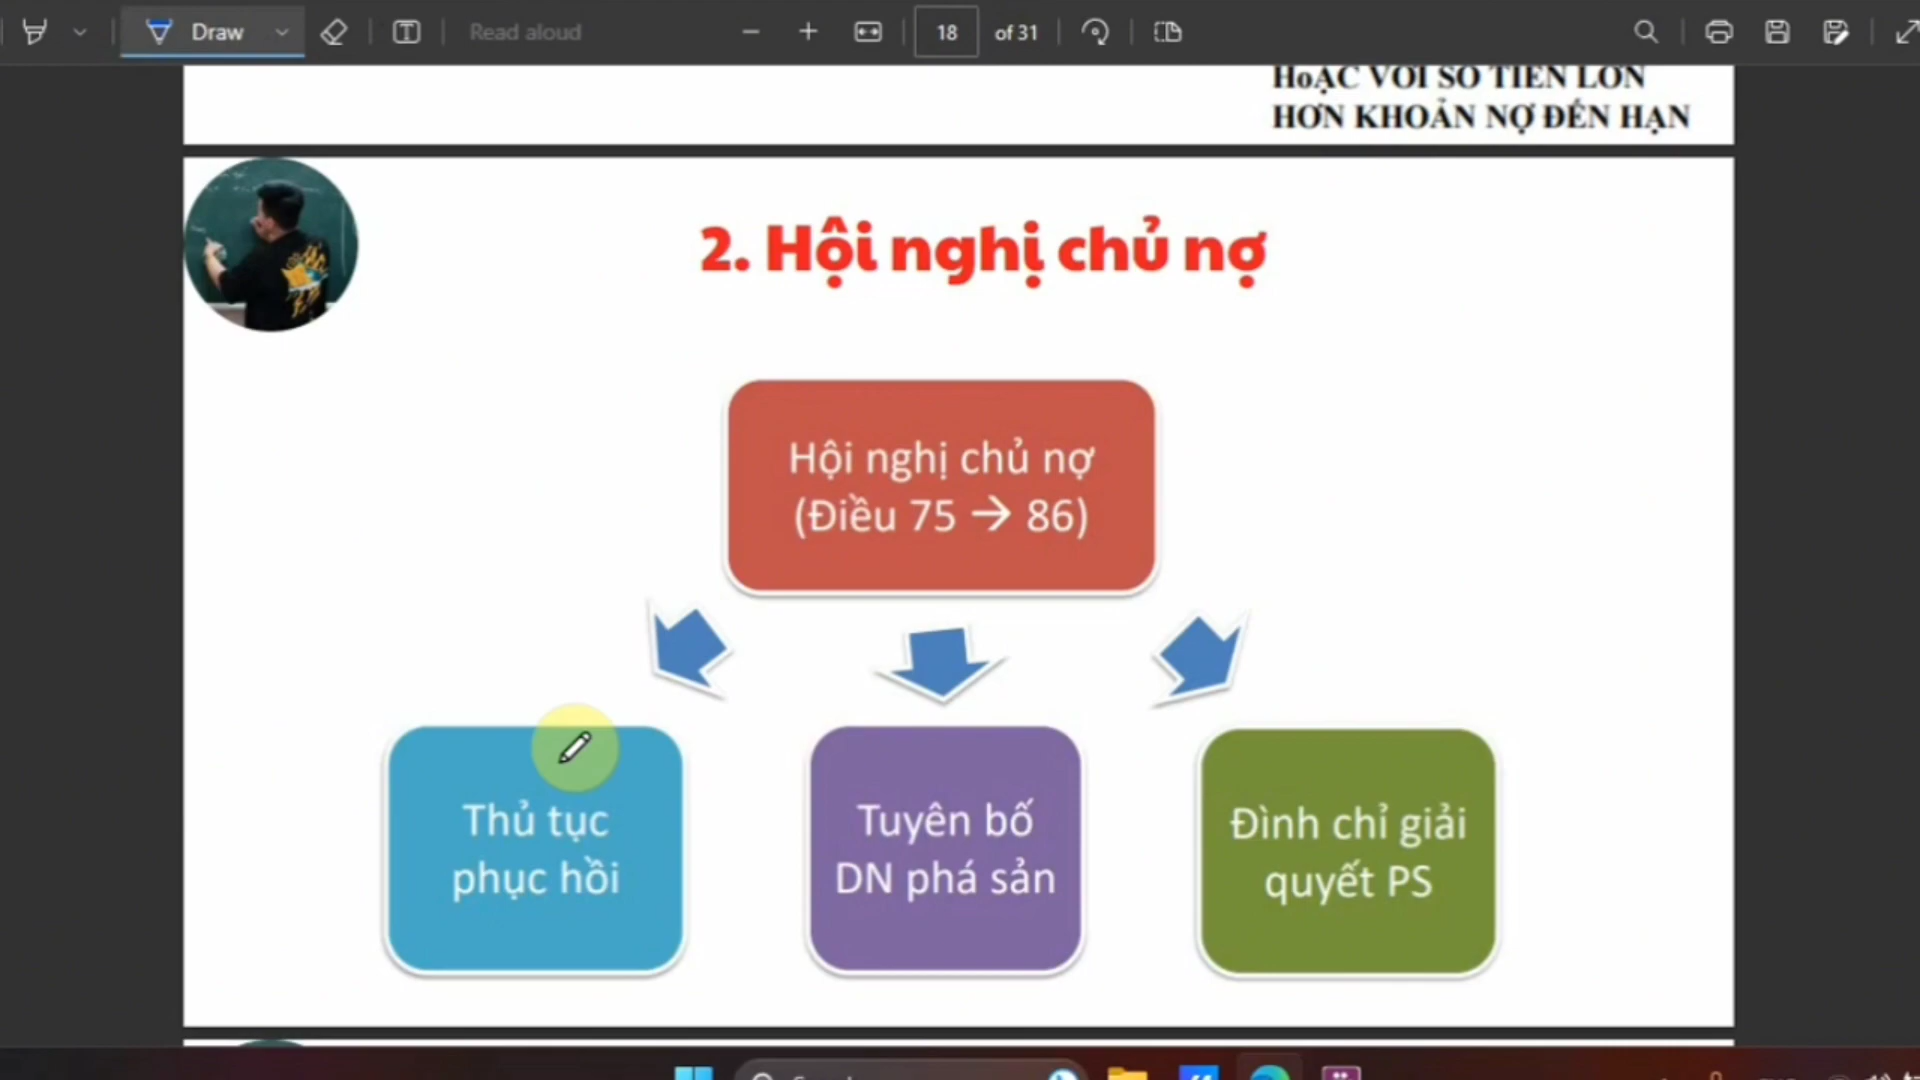 Draw
Read aloud
18 of 31
HoẶC VỚI SỐ TIỀN LỚN
HƠN KHOẢN NỢ ĐẾN HẠN
2. Hội nghị chủ nợ
Hội nghị chủ nợ
(Điều 75 → 86)
Thủ tục
phục hồi
Tuyên bố
DN phá sản
Đình chỉ giải
quyết PS